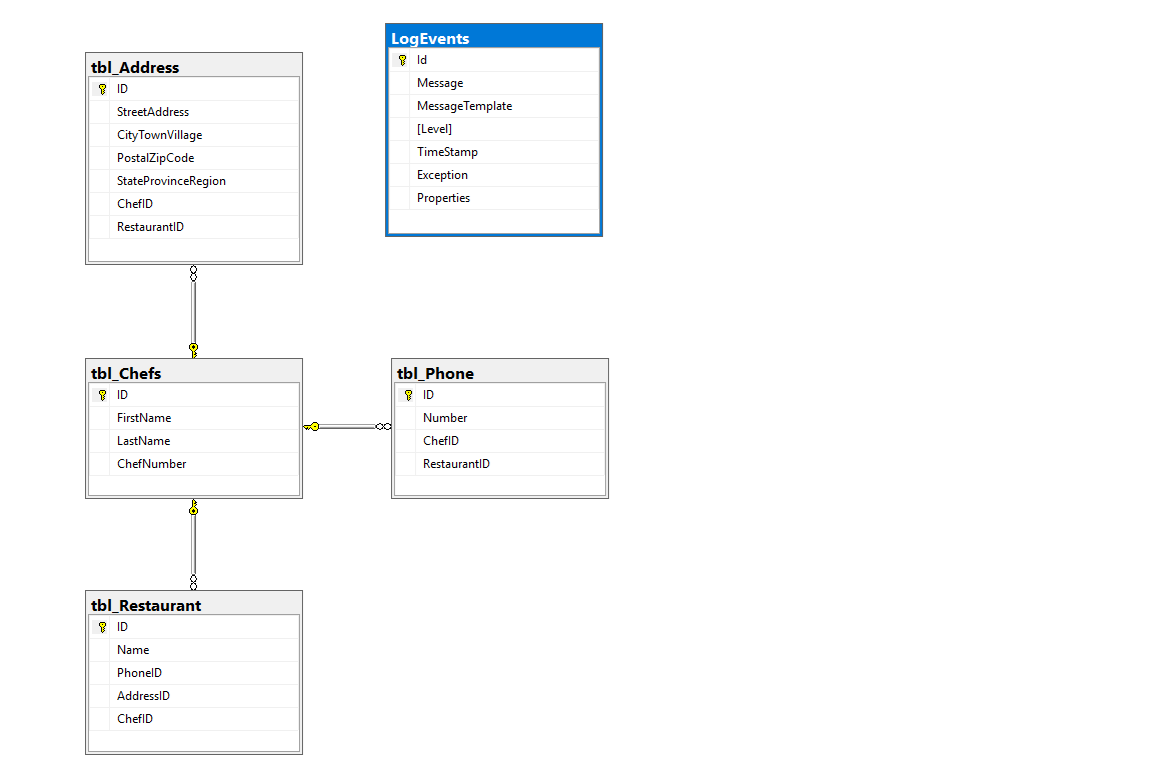 LogEvents
Id
Message
MessageTemplate
[Level]
TimeStamp
Exception
Properties
tbl_Address
ID
StreetAddress
CityTownVillage
PostalZipCode
StateProvinceRegion
ChefID
RestaurantID
tbl_Chefs
ID
FirstName
LastName
ChefNumber
tbl_Phone
ID
Number
ChefID
RestaurantID
tbl_Restaurant
ID
Name
PhoneID
AddressID
ChefID